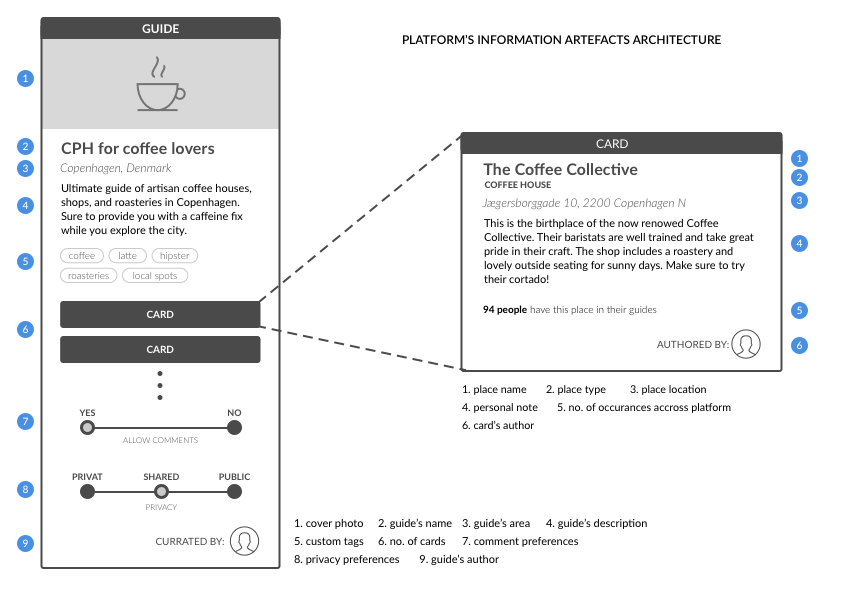 GUIDE
PLATFORM'S INFORMATION ARTEFACTS ARCHITECTURE
1
2
CPH for coffee lovers
3
Copenhagen, Denmark
4
Ultimate guide of artisan coffee houses,
shops, and roasteries in Copenhagen.
Sure to provide you with a caffeine fix
while you explore the city.
5
coffee latte hipster
roasteries local spots
6
CARD
CARD
7
YES NO
ALLOW COMMENTS
8
PRIVAT SHARED PUBLIC
PRIVACY
9
CURRATED BY:
CARD
The Coffee Collective
1
COFFEE HOUSE
2
Jægersborggade 10, 2200 Copenhagen N
3
This is the birthplace of the now renowed Coffee
Collective. Their baristats are well trained and take great
pride in their craft. The shop includes a roastery and
lovely outside seating for sunny days. Make sure to try
their cortado!
4
94 people have this place in their guides
5
AUTHORED BY:
6
1. place name 2. place type 3. place location
4. personal note 5. no. of occurances accross platform
6. card's author
1. cover photo 2. guide's name 3. guide's area 4. guide's description
5. custom tags 6. no. of cards 7. comment preferences
8. privacy preferences 9. guide's author